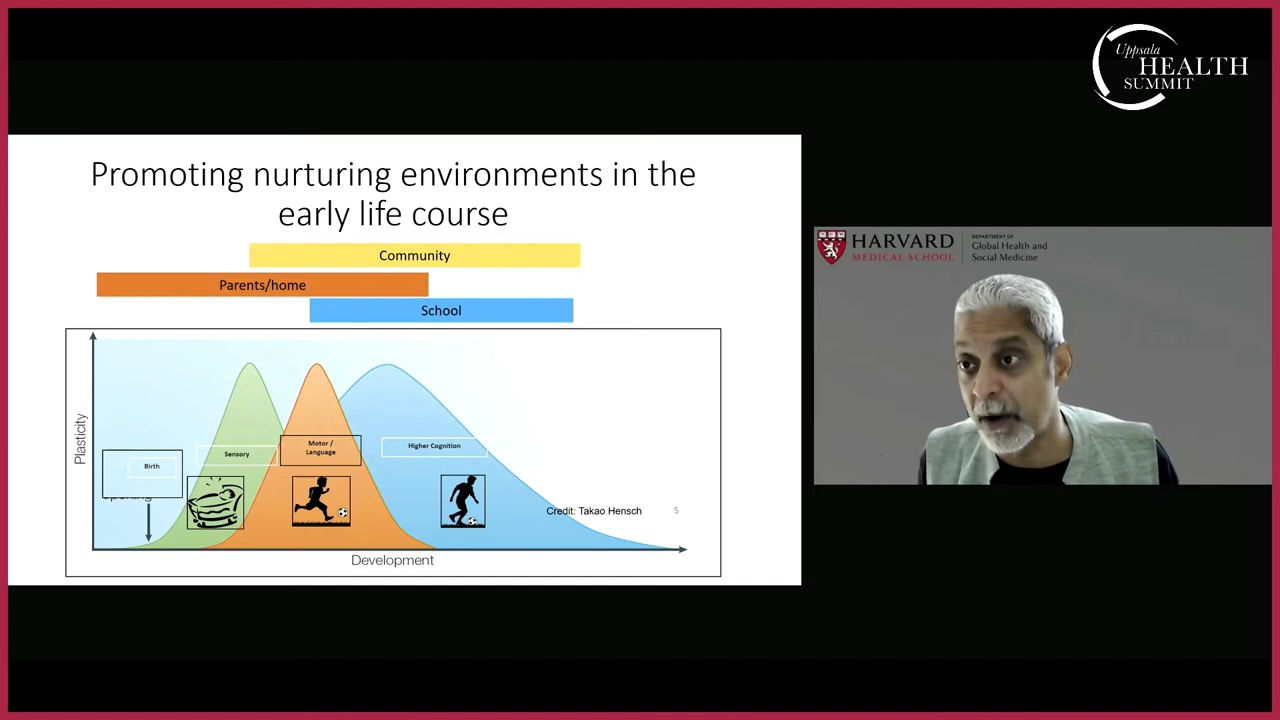 Uppsala
HEALTH
SUMMIT
Promoting nurturing environments in the
early life course
Community
Parents/home
School
Plasticity
Birth
Sensory
Motor /
Language
Higher Cognition
Credit: Takao Hensch
5
Development
HARVARD
MEDICAL SCHOOL
DEPARTMENT OF
Global Health and
Social Medicine